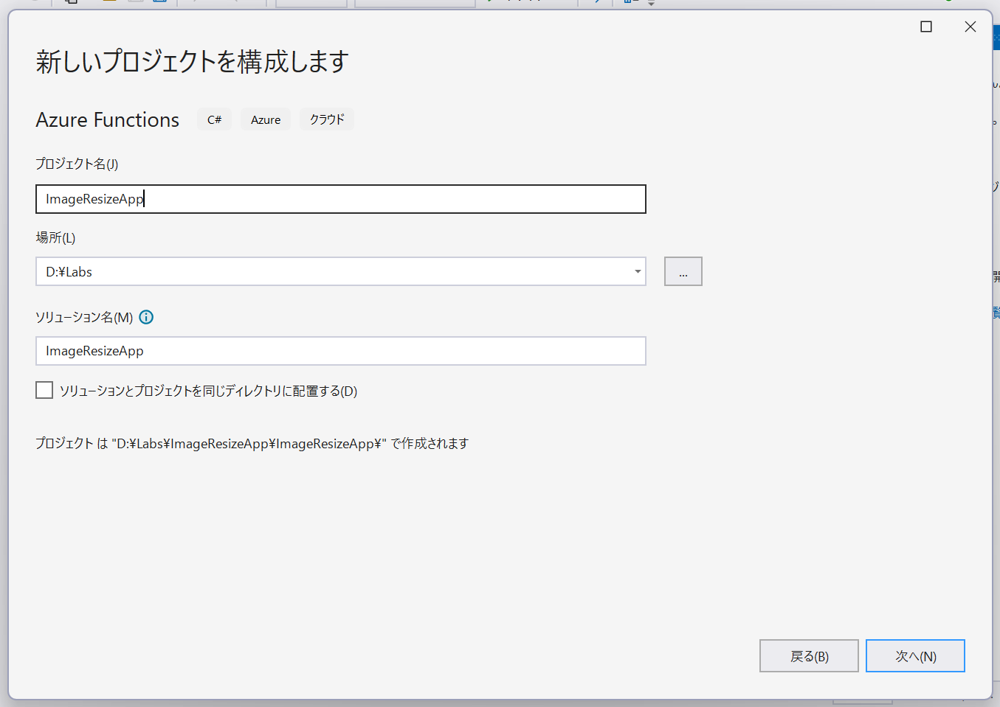 新しいプロジェクトを構成します
Azure Functions C# Azure クラウド
プロジェクト名(J)
ImageResizeApp
場所(L)
D:¥Labs
...
ソリューション名(M)
ImageResizeApp
ソリューションとプロジェクトを同じディレクトリに配置する(D)
プロジェクト は "D:¥Labs¥ImageResizeApp¥ImageResizeApp¥" で作成されます
戻る(B) 次へ(N)